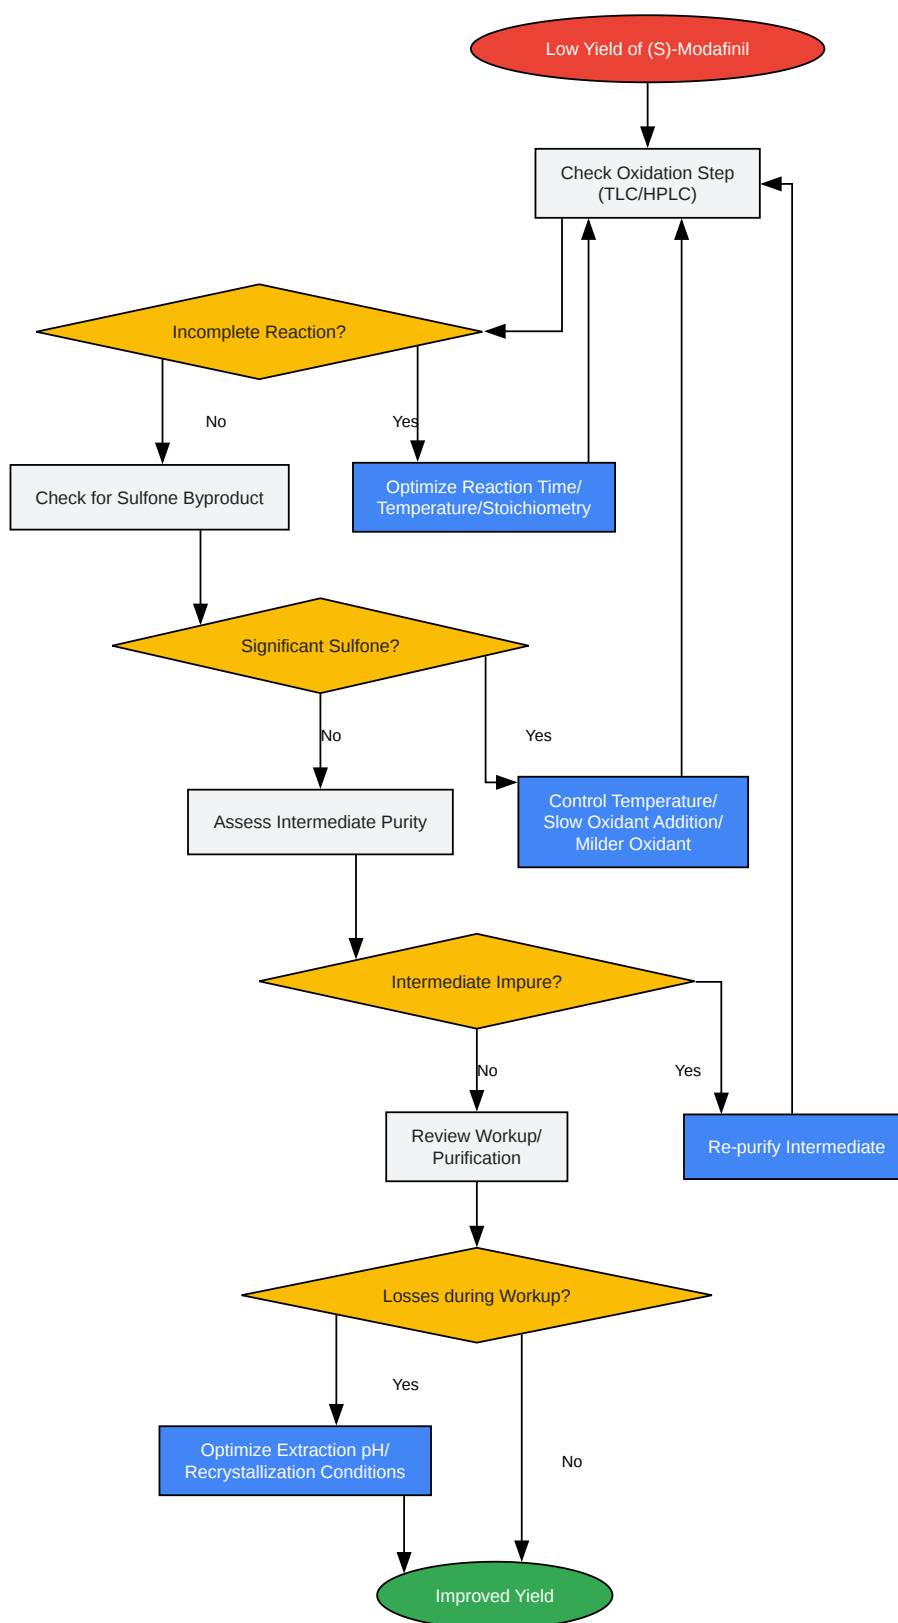 Low Yield of (S)-Modafinil
Check Oxidation Step
(TLC/HPLC)
Incomplete Reaction?
No
Yes
Check for Sulfone Byproduct
Optimize Reaction Time/
Temperature/Stoichiometry
Significant Sulfone?
No
Yes
Assess Intermediate Purity
Control Temperature/
Slow Oxidant Addition/
Milder Oxidant
Intermediate Impure?
No
Yes
Review Workup/
Purification
Re-purify Intermediate
Losses during Workup?
Yes
No
Optimize Extraction pH/
Recrystallization Conditions
Improved Yield